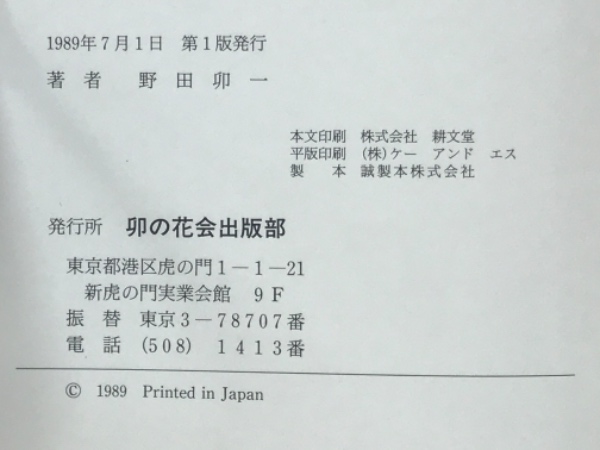 1989年7月1日　第1版発行
著　者　　野　田　卯　一
本文印刷　株式会社　耕文堂
平版印刷　(株)ケー　アンド　エス
製　　本　誠製本株式会社
発行所　卯の花会出版部
東京都港区虎の門1－1－21
新虎の門実業会館　9F
振　替　東京3－78707番
電　話　(508)　1413番
©　1989　Printed in Japan